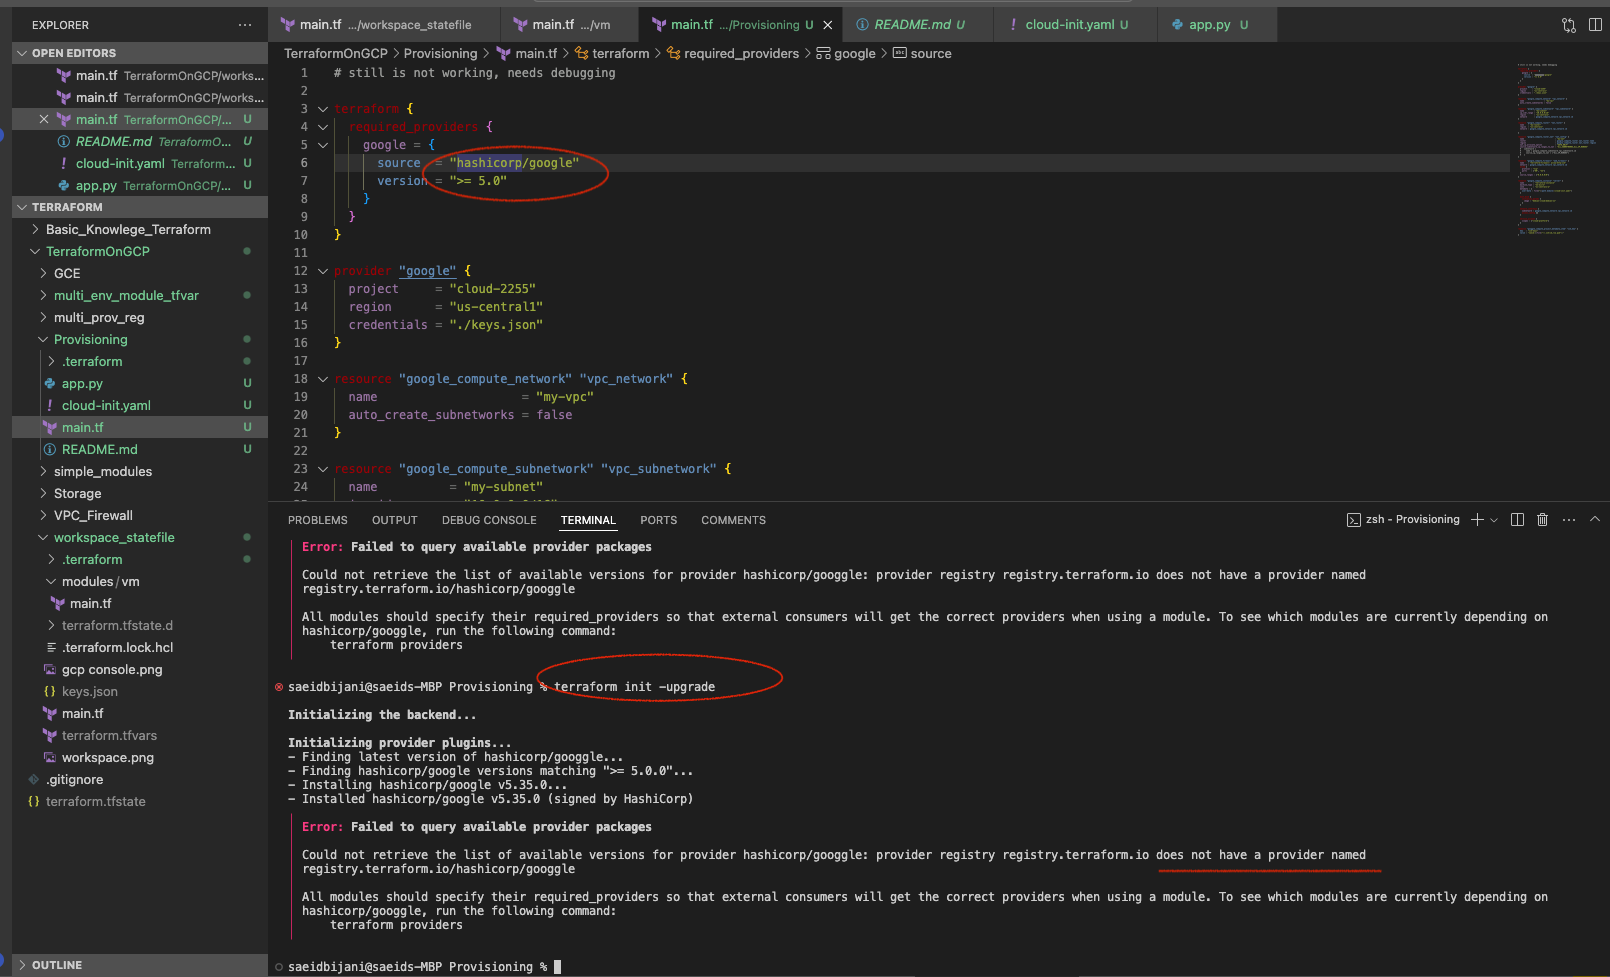 EXPLORER
OPEN EDITORS
main.tf TerraformOnGCP/works...
main.tf TerraformOnGCP/works...
main.tf TerraformOnGCP/... U
README.md TerraformO... U
cloud-init.yaml Terraform... U
app.py TerraformOnGCP/... U
TERRAFORM
Basic_Knowlege_Terraform
TerraformOnGCP
GCE
multi_env_module_tfvar
multi_prov_reg
Provisioning
.terraform
app.py U
cloud-init.yaml U
main.tf U
README.md U
simple_modules
Storage
VPC_Firewall
workspace_statefile
.terraform
modules/vm
main.tf
terraform.tfstate.d
.terraform.lock.hcl
gcp console.png
keys.json
main.tf
terraform.tfvars
workspace.png
.gitignore
terraform.tfstate
OUTLINE
main.tf .../workspace_statefile
main.tf .../vm
main.tf .../Provisioning U
README.md U
cloud-init.yaml U
app.py U
TerraformOnGCP > Provisioning > main.tf > terraform > required_providers > google > source
1 # still is not working, needs debugging
2
3 terraform {
4 required_providers {
5 google = {
6 source = "hashicorp/google"
7 version = ">= 5.0"
8 }
9 }
10 }
11
12 provider "google" {
13 project = "cloud-2255"
14 region = "us-central1"
15 credentials = "./keys.json"
16 }
17
18 resource "google_compute_network" "vpc_network" {
19 name = "my-vpc"
20 auto_create_subnetworks = false
21 }
22
23 resource "google_compute_subnetwork" "vpc_subnetwork" {
24 name = "my-subnet"
PROBLEMS OUTPUT DEBUG CONSOLE TERMINAL PORTS COMMENTS
zsh - Provisioning
Error: Failed to query available provider packages
Could not retrieve the list of available versions for provider hashicorp/googgle: provider registry registry.terraform.io does not have a provider named
registry.terraform.io/hashicorp/googgle
All modules should specify their required_providers so that external consumers will get the correct providers when using a module. To see which modules are currently depending on
hashicorp/googgle, run the following command:
terraform providers
saeidbijani@saeids-MBP Provisioning % terraform init -upgrade
Initializing the backend...
Initializing provider plugins...
- Finding latest version of hashicorp/googgle...
- Finding hashicorp/google versions matching ">= 5.0.0"...
- Installing hashicorp/google v5.35.0...
- Installed hashicorp/google v5.35.0 (signed by HashiCorp)
Error: Failed to query available provider packages
Could not retrieve the list of available versions for provider hashicorp/googgle: provider registry registry.terraform.io does not have a provider named
registry.terraform.io/hashicorp/googgle
All modules should specify their required_providers so that external consumers will get the correct providers when using a module. To see which modules are currently depending on
hashicorp/googgle, run the following command:
terraform providers
saeidbijani@saeids-MBP Provisioning %